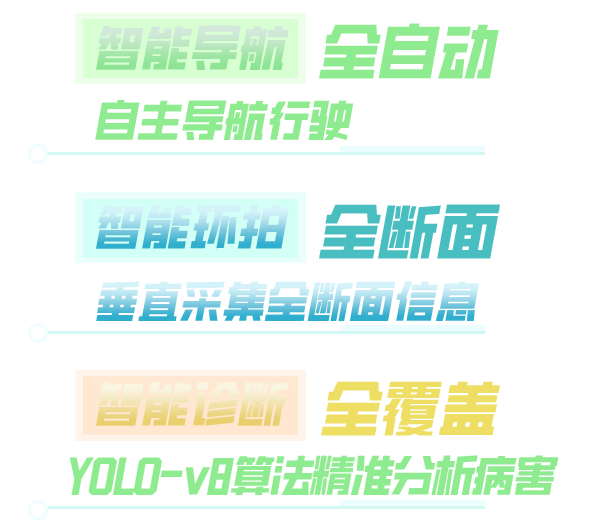 智能导航 全自动
自主导航行驶
智能环拍 全断面
垂直采集全断面信息
智能诊断 全覆盖
YOLO-v8算法精准分析病害